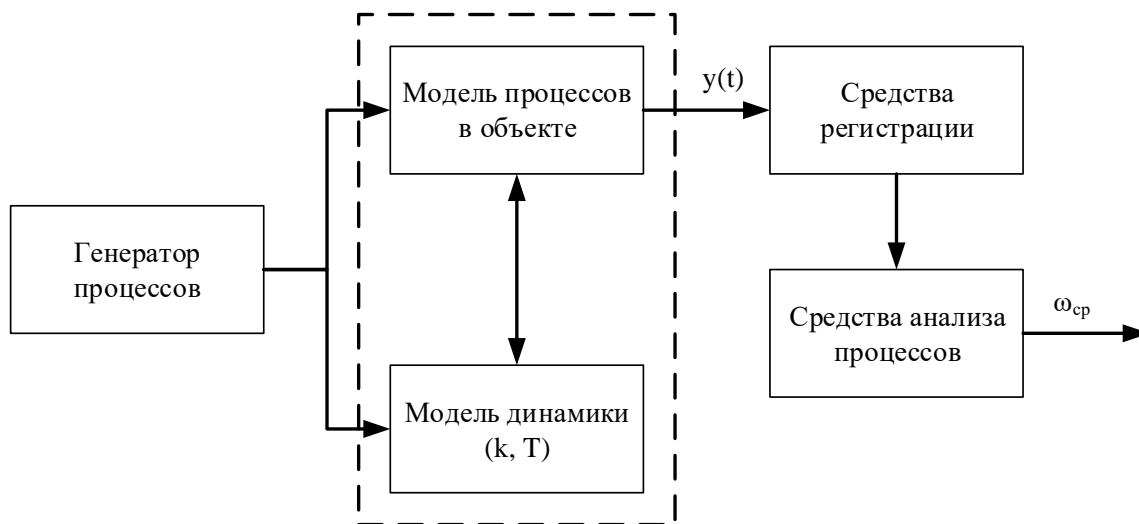 Модель процессов
в объекте
y(t)
Средства
регистрации
Генератор
процессов
Средства анализа
процессов
ωср
Модель динамики
(k, T)